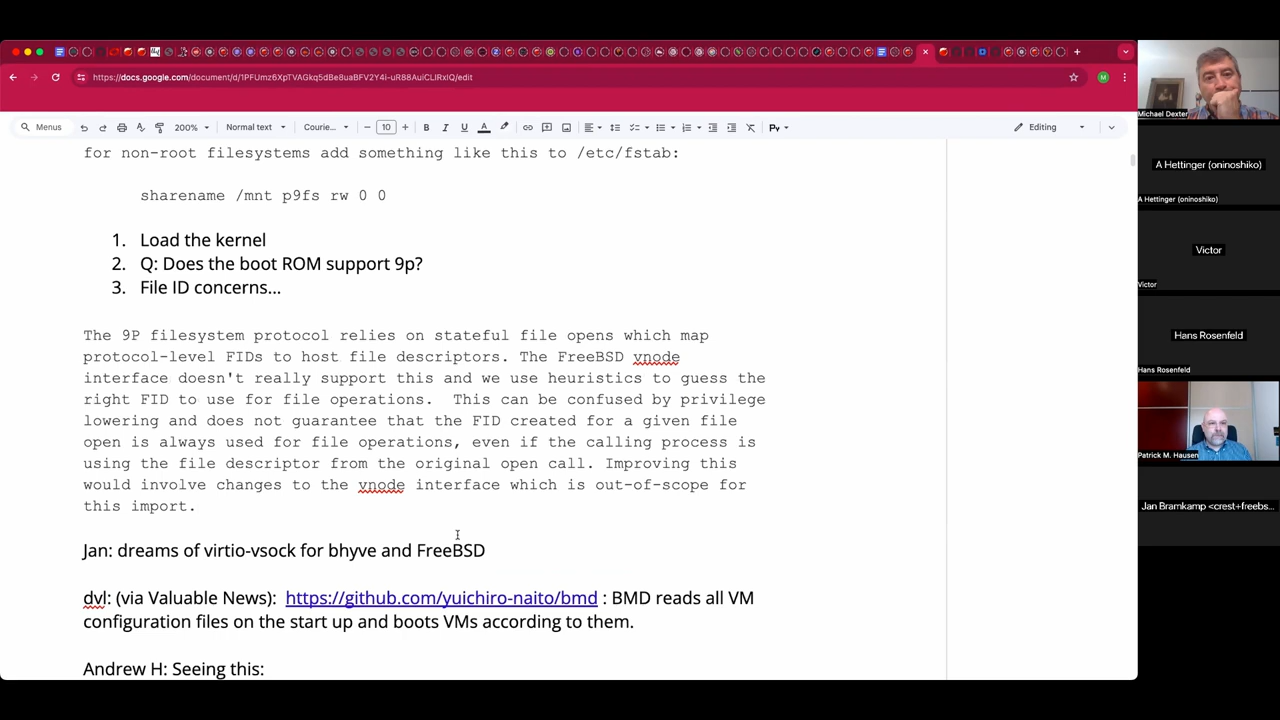 https://docs.google.com/document/d/1PFUmz6XpTVAGkq5dBe8uaBFV2Y4l-uR88AuiCLlRxIQ/edit
M
Menus
200%
Normal text
Courie...
10
Editing
for non-root filesystems add something like this to /etc/fstab:
sharename /mnt p9fs rw 0 0
1. Load the kernel
2. Q: Does the boot ROM support 9p?
3. File ID concerns...
The 9P filesystem protocol relies on stateful file opens which map
protocol-level FIDs to host file descriptors. The FreeBSD vnode
interface doesn't really support this and we use heuristics to guess the
right FID to use for file operations.  This can be confused by privilege
lowering and does not guarantee that the FID created for a given file
open is always used for file operations, even if the calling process is
using the file descriptor from the original open call. Improving this
would involve changes to the vnode interface which is out-of-scope for
this import.
Jan: dreams of virtio-vsock for bhyve and FreeBSD
dvl: (via Valuable News): https://github.com/yuichiro-naito/bmd : BMD reads all VM
configuration files on the start up and boots VMs according to them.
Andrew H: Seeing this:
Michael Dexter
A Hettinger (oninoshiko)
A Hettinger (oninoshiko)
Victor
Victor
Hans Rosenfeld
Hans Rosenfeld
Patrick M. Hausen
Jan Bramkamp <crest+freebs...